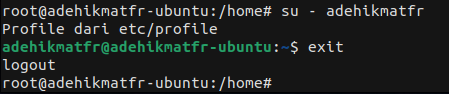 root@adehikmatfr-ubuntu:/home# su - adehikmatfr
Profile dari etc/profile
adehikmatfr@adehikmatfr-ubuntu:~$ exit
logout
root@adehikmatfr-ubuntu:/home#